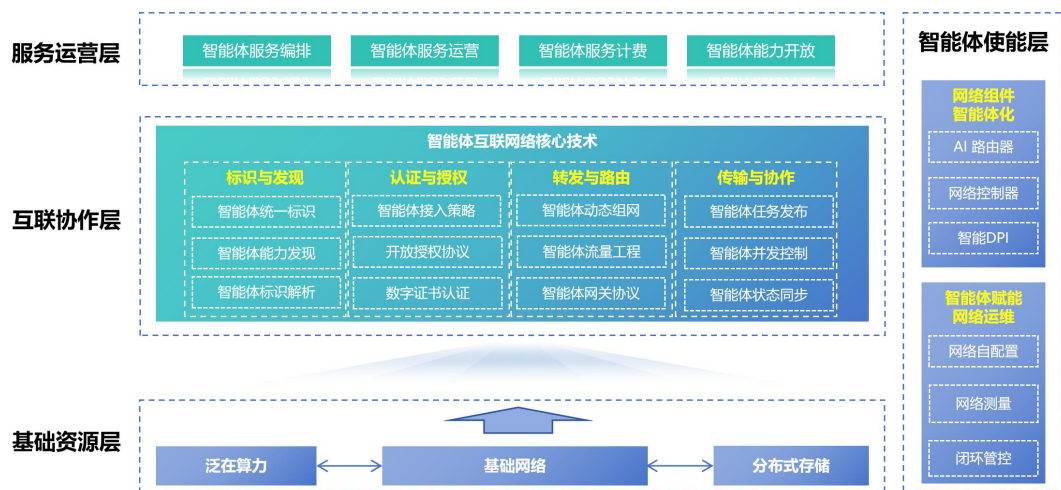 服务运营层
智能体服务编排
智能体服务运营
智能体服务计费
智能体能力开放
互联协作层
智能体互联网络核心技术
标识与发现
智能体统一标识
智能体能力发现
智能体标识解析
认证与授权
智能体接入策略
开放授权协议
数字证书认证
转发与路由
智能体动态组网
智能体流量工程
智能体网关协议
传输与协作
智能体任务发布
智能体并发控制
智能体状态同步
基础资源层
泛在算力
基础网络
分布式存储
智能体使能层
网络组件
智能体化
AI 路由器
网络控制器
智能DPI
智能体赋能
网络运维
网络自配置
网络测量
闭环管控